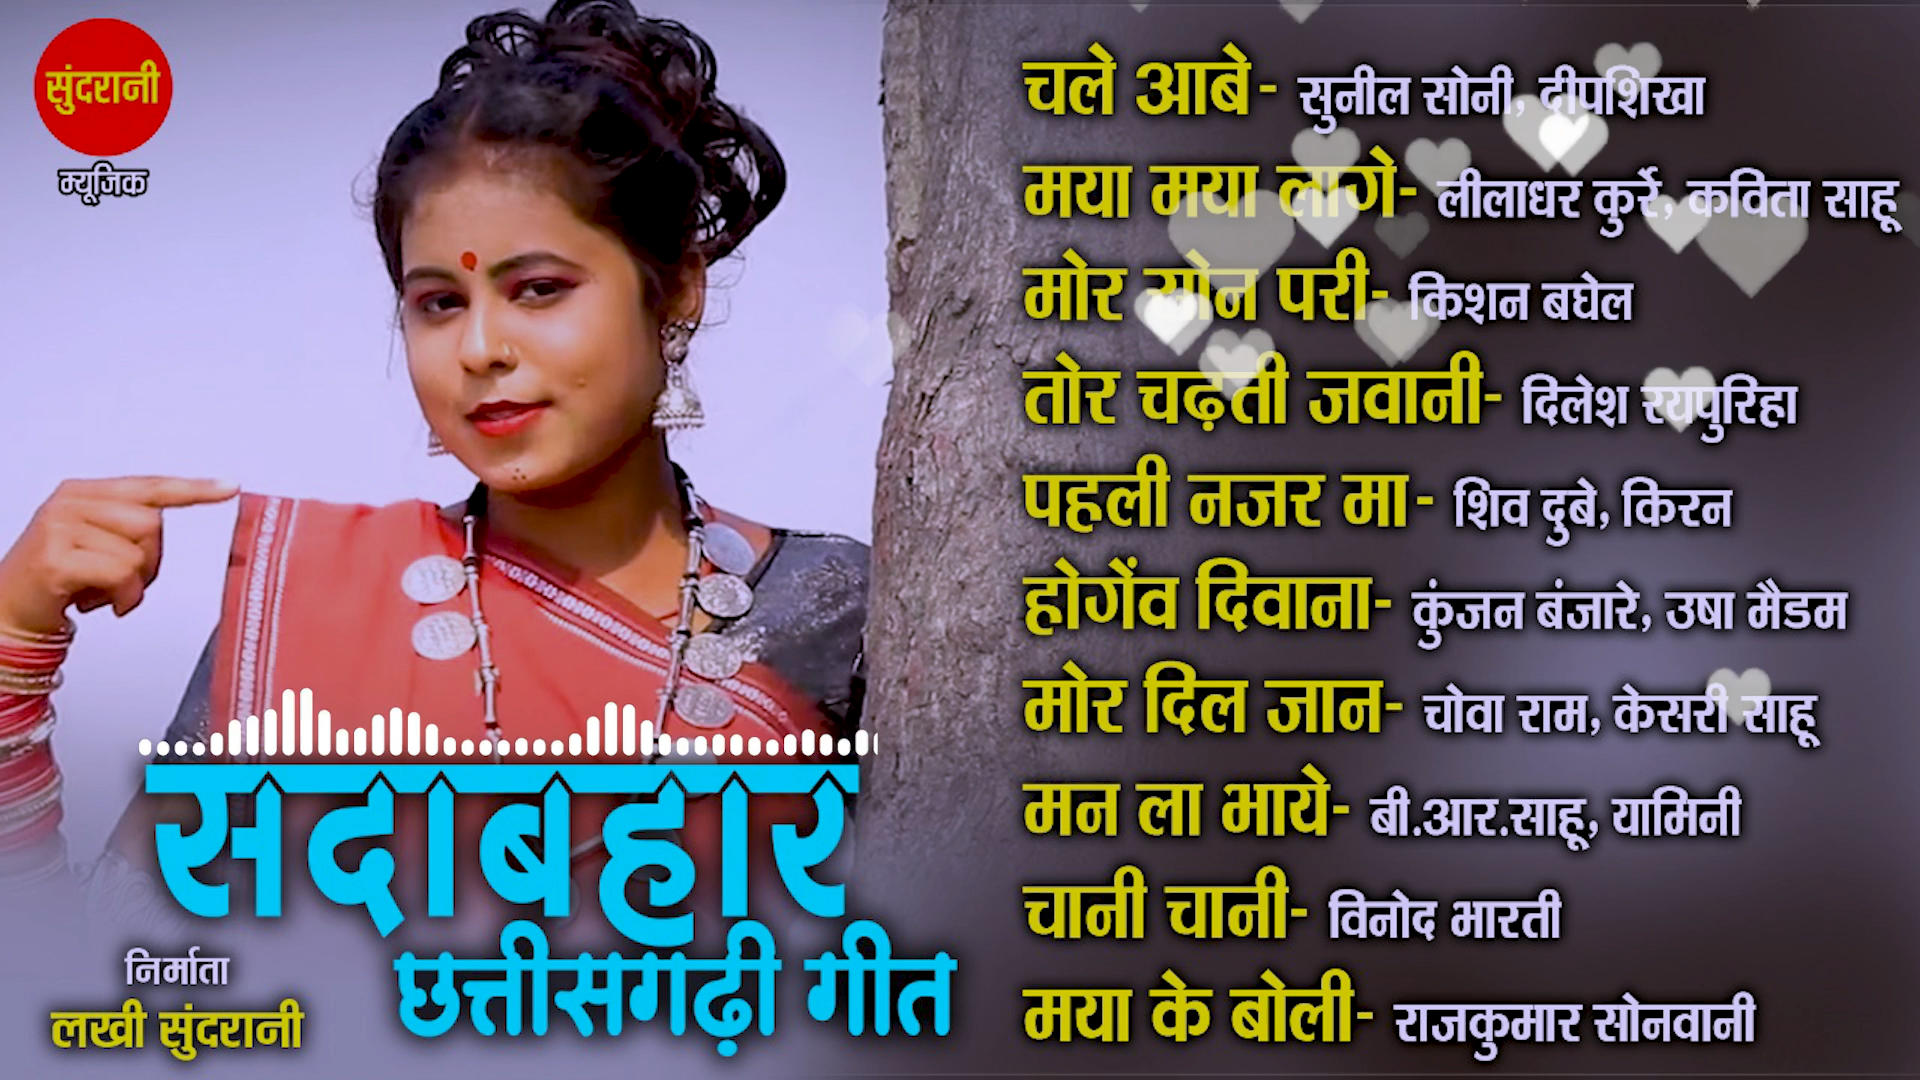 सुंदरानी
म्यूजिक
चले आबे- सुनील सोनी, दीपशिखा
मया मया लागे- लीलाधर कुर्रे, कविता साहू
मोर सोन परी- किशन बघेल
तोर चढ़ती जवानी- दिलेश रयपुरिहा
पहली नजर मा- शिव दुबे, किरन
होगेंव दिवाना- कुंजन बंजारे, उषा मैडम
मोर दिल जान- चोवा राम, केसरी साहू
मन ला भाये- बी.आर.साहू, यामिनी
चानी चानी- विनोद भारती
मया के बोली- राजकुमार सोनवानी
सदाबहार
छत्तीसगढ़ी गीत
निर्माता
लखी सुंदरानी